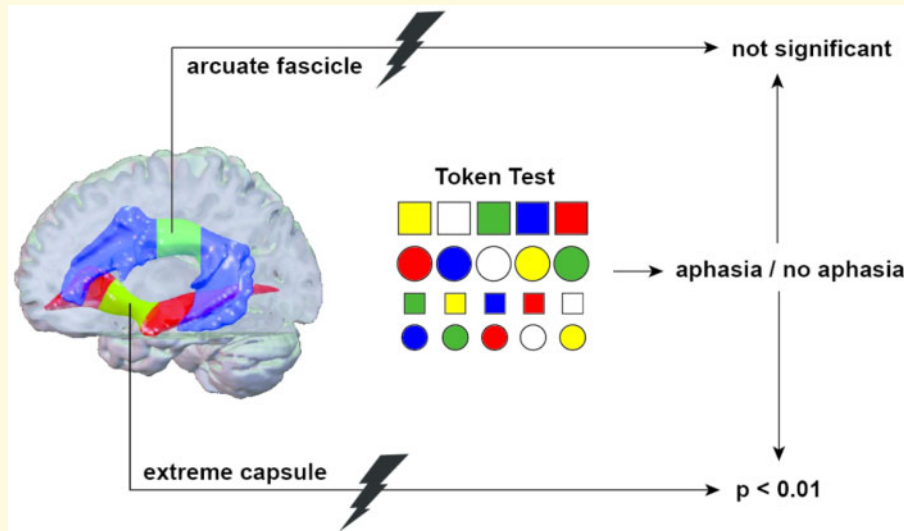 not significant
arcuate fascicle
Token Test
aphasia / no aphasia
extreme capsule
p < 0.01